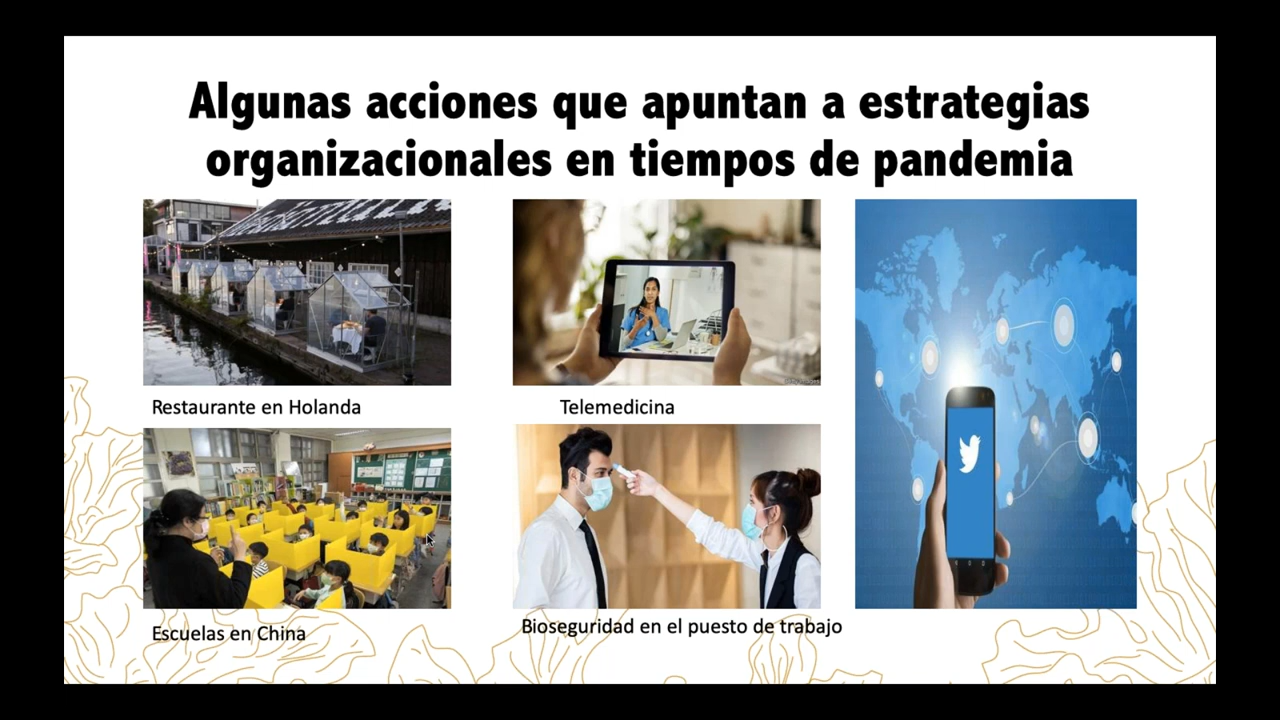 Algunas acciones que apuntan a estrategias
organizacionales en tiempos de pandemia
Restaurante en Holanda
Telemedicina
Escuelas en China
Bioseguridad en el puesto de trabajo